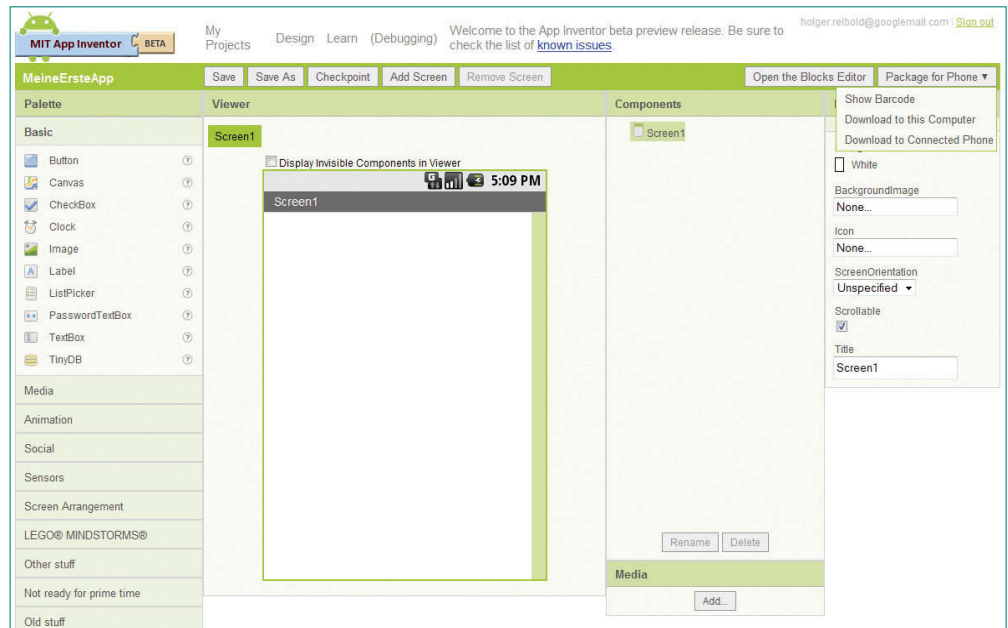 holger.reibold@googlemail.com | Sign out
MIT App Inventor BETA
My Projects
Design Learn (Debugging)
Welcome to the App Inventor beta preview release. Be sure to
check the list of known issues.
MeineErsteApp
Save Save As Checkpoint Add Screen Remove Screen
Open the Blocks Editor Package for Phone ▼
Show Barcode
Download to this Computer
Download to Connected Phone
Palette
Basic
Button
Canvas
CheckBox
Clock
Image
Label
ListPicker
PasswordTextBox
TextBox
TinyDB
Media
Animation
Social
Sensors
Screen Arrangement
LEGO® MINDSTORMS®
Other stuff
Not ready for prime time
Old stuff
Viewer
Screen1
Display Invisible Components in Viewer
5:09 PM
Screen1
Components
Screen1
Rename Delete
Media
Add...
White
BackgroundImage
None...
Icon
None...
ScreenOrientation
Unspecified
Scrollable
Title
Screen1